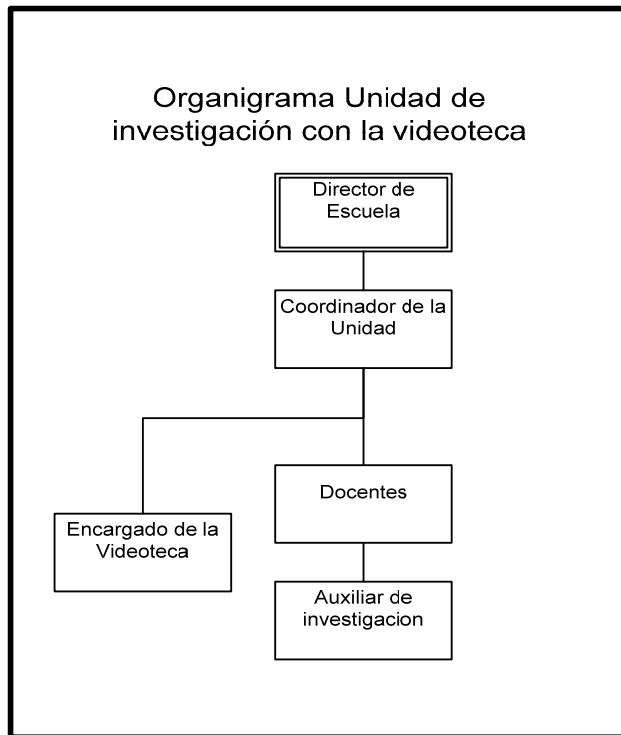 Organigrama Unidad de
investigación con la videoteca
Director de
Escuela
Coordinador de la
Unidad
Docentes
Encargado de la
Videoteca
Auxiliar de
investigacion